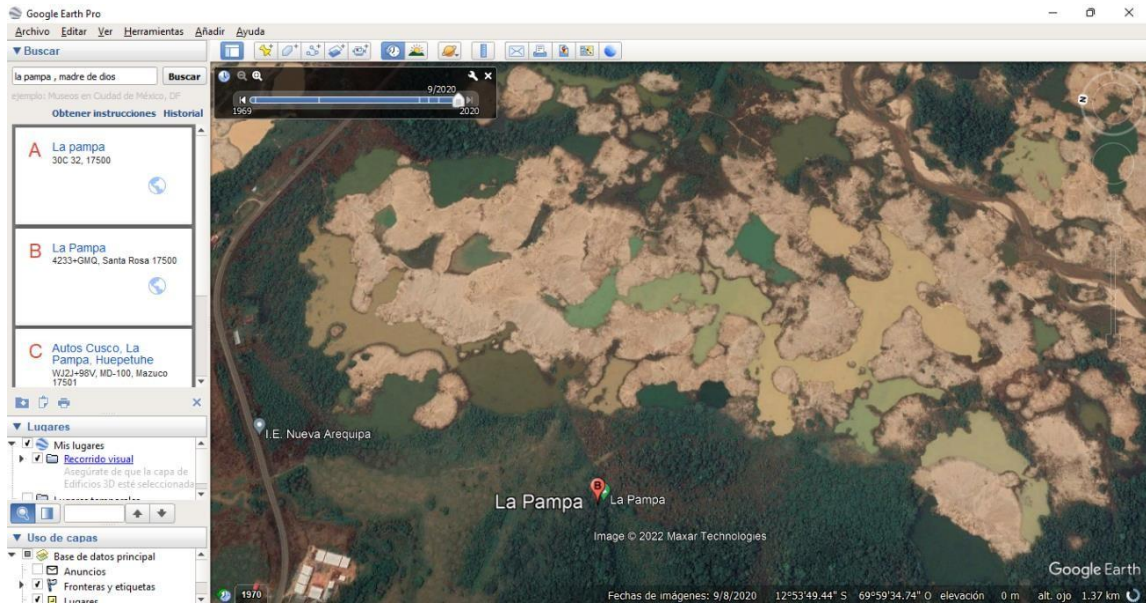 Google Earth Pro
Archivo Editar Ver Herramientas Añadir Ayuda
Buscar
la pampa , madre de dios
Buscar
ejemplo: Museos en Ciudad de México, DF
Obtener instrucciones Historial
A La pampa
30C 32, 17500
B La Pampa
4233+GMQ, Santa Rosa 17500
C Autos Cusco, La
Pampa, Huepetuhe
WJ2J+98V, MD-100, Mazuco
17501
Lugares
Mis lugares
Recorrido visual
Asegúrate de que la capa de
Edificios 3D esté seleccionada
Lugares temporales
Uso de capas
Base de datos principal
Anuncios
Fronteras y etiquetas
Lugares
9/2020
1969 2020
N
I.E. Nueva Arequipa
La Pampa B La Pampa
Image © 2022 Maxar Technologies
Google Earth
1970
Fechas de imágenes: 9/8/2020 12°53'49.44" S 69°59'34.74" O elevación 0 m alt. ojo 1.37 km